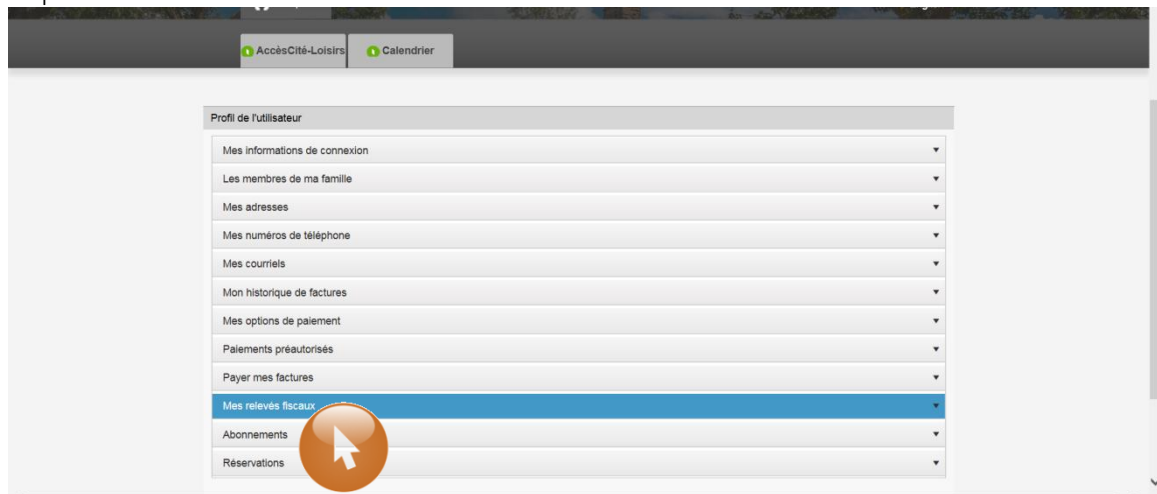 AccèsCité-Loisirs
Calendrier
Profil de l'utilisateur
Mes informations de connexion
Les membres de ma famille
Mes adresses
Mes numéros de téléphone
Mes courriels
Mon historique de factures
Mes options de paiement
Paiements préautorisés
Payer mes factures
Mes relevés fiscaux
Abonnements
Réservations